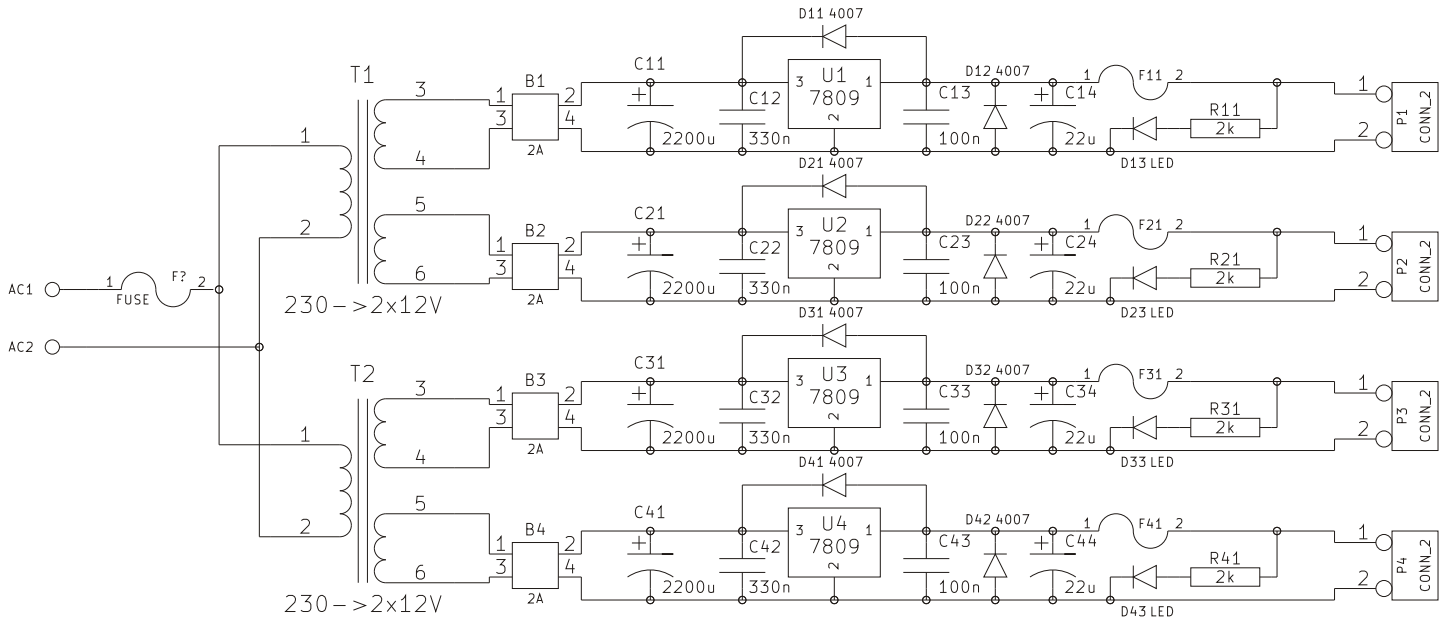 D11 4007
T1
3
4
1
2
5
6
230->2x12V
B1
1
3
2
4
2A
C11
2200u
C12
330n
3
U1
7809
1
2
C13
100n
D12 4007
C14
22u
1
F11
2
R11
2k
D13 LED
1
2
P1
CONN_2
D21 4007
B2
1
3
2
4
2A
C21
2200u
C22
330n
3
U2
7809
1
2
C23
100n
D22 4007
C24
22u
1
F21
2
R21
2k
D23 LED
1
2
P2
CONN_2
AC1
1
F?
2
FUSE
AC2
D31 4007
T2
3
4
1
2
5
6
230->2x12V
B3
1
3
2
4
2A
C31
2200u
C32
330n
3
U3
7809
1
2
C33
100n
D32 4007
C34
22u
1
F31
2
R31
2k
D33 LED
1
2
P3
CONN_2
D41 4007
B4
1
3
2
4
2A
C41
2200u
C42
330n
3
U4
7809
1
2
C43
100n
D42 4007
C44
22u
1
F41
2
R41
2k
D43 LED
1
2
P4
CONN_2